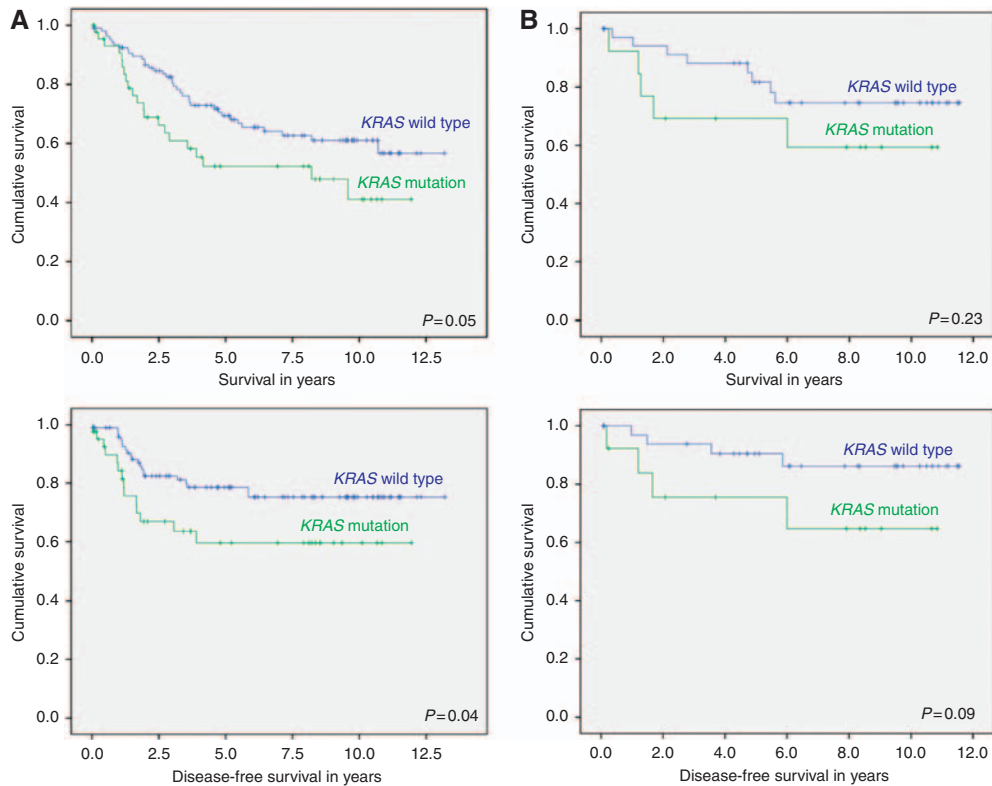 A
1.0
0.8
0.6
0.4
0.2
0.0
Cumulative survival
KRAS wild type
KRAS mutation
P=0.05
0.0 2.5 5.0 7.5 10.0 12.5
Survival in years
B
1.0
0.8
0.6
0.4
0.2
0.0
Cumulative survival
KRAS wild type
KRAS mutation
P=0.23
0.0 2.0 4.0 6.0 8.0 10.0 12.0
Survival in years
1.0
0.8
0.6
0.4
0.2
0.0
Cumulative survival
KRAS wild type
KRAS mutation
P=0.04
0.0 2.5 5.0 7.5 10.0 12.5
Disease-free survival in years
1.0
0.8
0.6
0.4
0.2
0.0
Cumulative survival
KRAS wild type
KRAS mutation
P=0.09
0.0 2.0 4.0 6.0 8.0 10.0 12.0
Disease-free survival in years